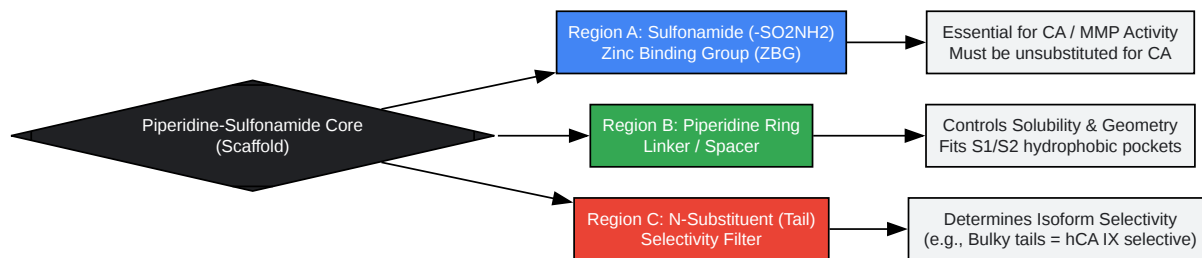 Piperidine-Sulfonamide Core
(Scaffold)
Region A: Sulfonamide (-SO2NH2)
Zinc Binding Group (ZBG)
Essential for CA / MMP Activity
Must be unsubstituted for CA
Region B: Piperidine Ring
Linker / Spacer
Controls Solubility & Geometry
Fits S1/S2 hydrophobic pockets
Region C: N-Substituent (Tail)
Selectivity Filter
Determines Isoform Selectivity
(e.g., Bulky tails = hCA IX selective)